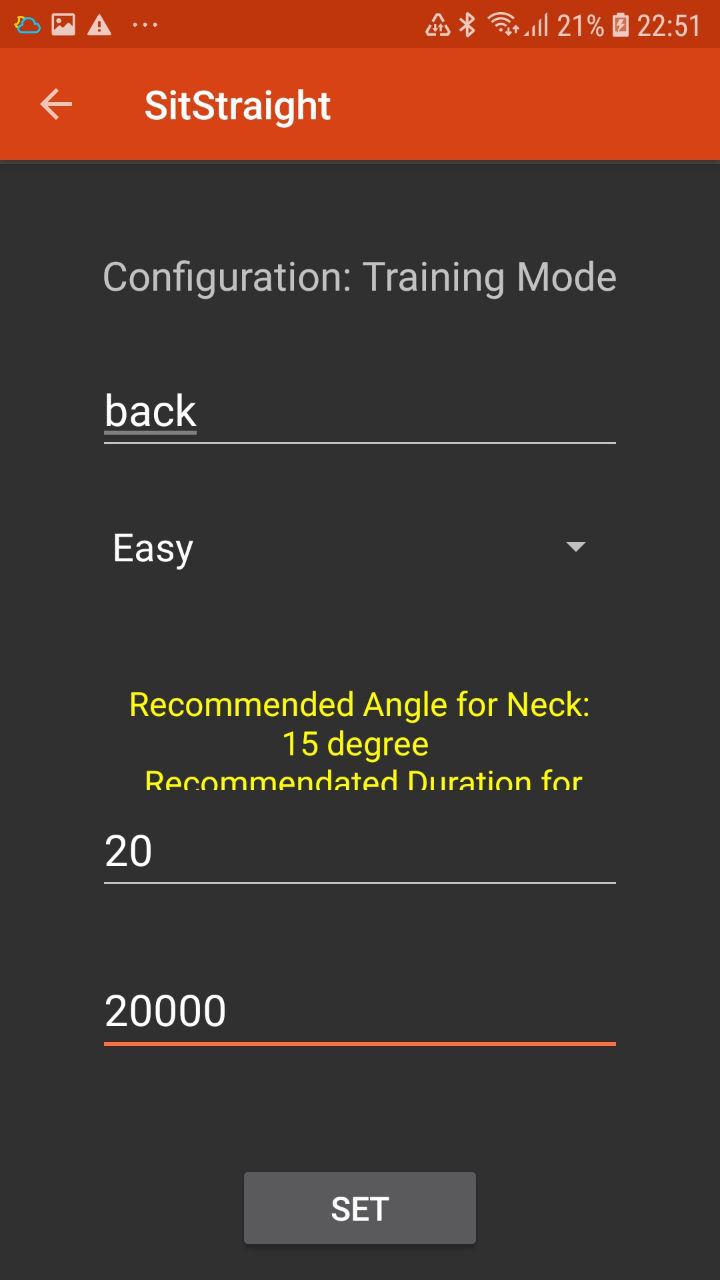 21% 22:51
SitStraight
Configuration: Training Mode
back
Easy
Recommended Angle for Neck:
15 degree
Recommendated Duration for
20
20000
SET